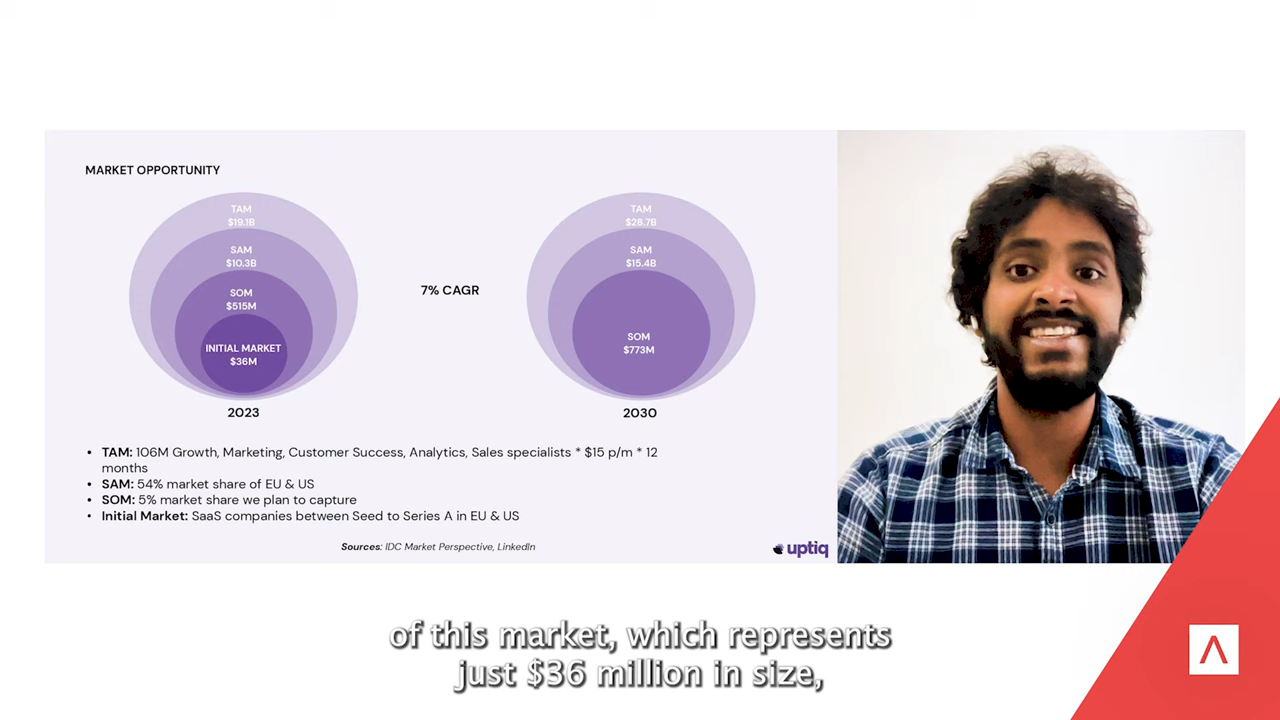 MARKET OPPORTUNITY
TAM
$19.1B
SAM
$10.3B
SOM
$515M
INITIAL MARKET
$36M
2023
7% CAGR
TAM
$28.7B
SAM
$15.4B
SOM
$773M
2030
• TAM: 106M Growth, Marketing, Customer Success, Analytics, Sales specialists * $15 p/m * 12
months
• SAM: 54% market share of EU & US
• SOM: 5% market share we plan to capture
• Initial Market: SaaS companies between Seed to Series A in EU & US
Sources: IDC Market Perspective, LinkedIn
uptiq
of this market, which represents
just $36 million in size,